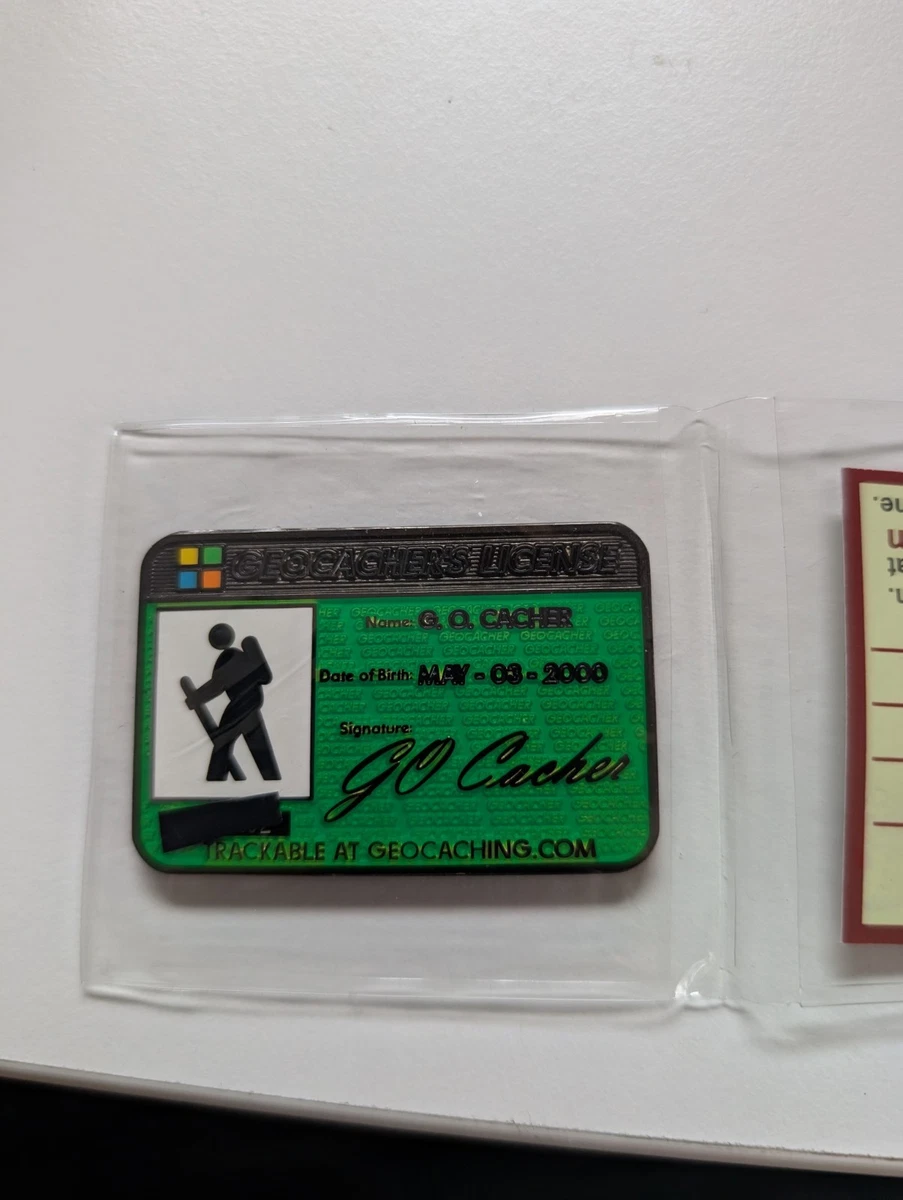 GEOCACHER'S LICENSE
Name: G. O. CACHER
Date of Birth: MAY - 03 - 2000
Signature:
GO Cacher
TRACKABLE AT GEOCACHING.COM